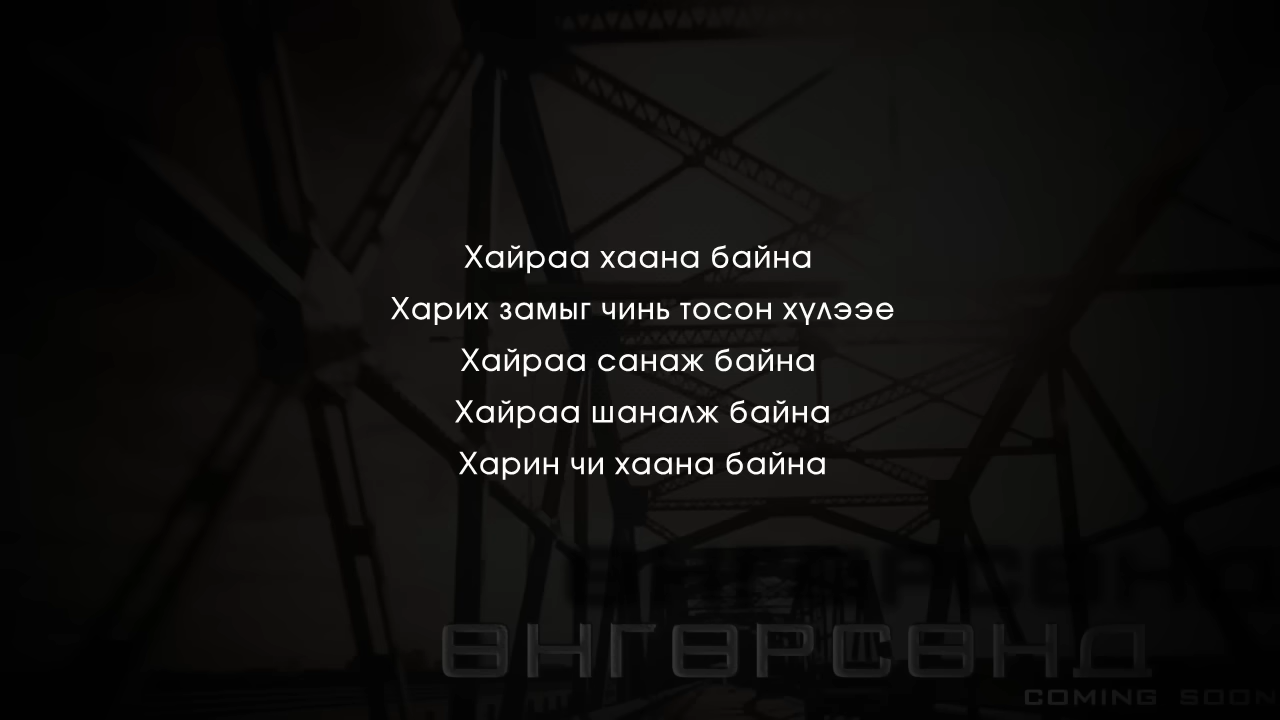 Хайраа хаана байна
Харих замыг чинь тосон хүлээе
Хайраа санаж байна
Хайраа шаналж байна
Харин чи хаана байна
ӨНГӨРСӨНД
COMING SOON